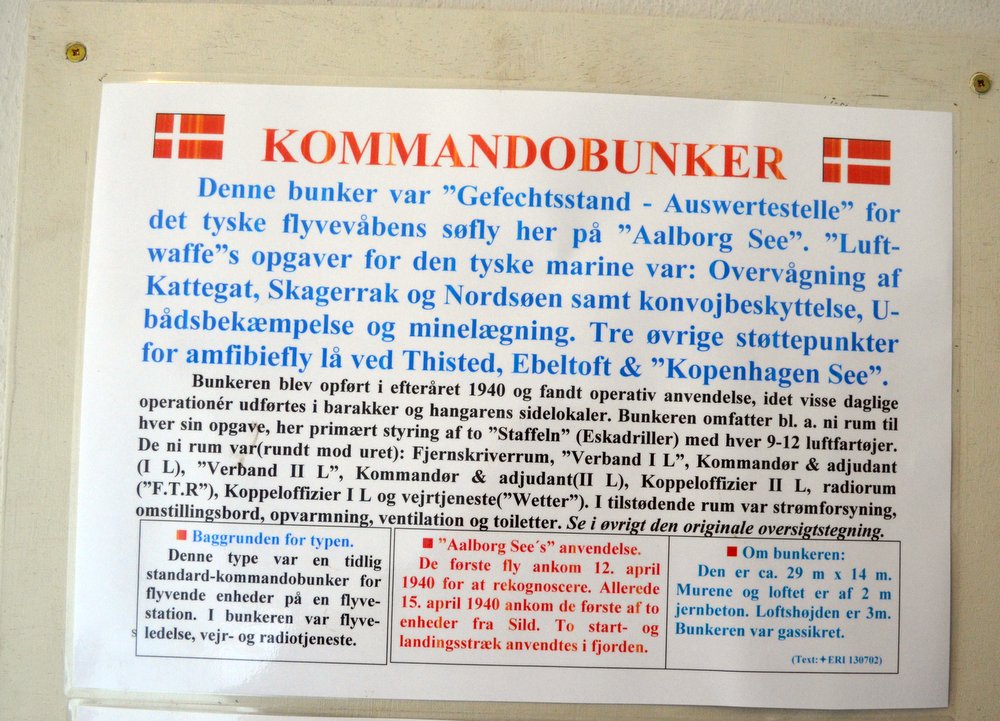 KOMMANDOBUNKER
Denne bunker var ”Gefechtsstand - Auswertestelle” for
det tyske flyvevåbens søfly her på ”Aalborg See”. ”Luft-
waffe”s opgaver for den tyske marine var: Overvågning af
Kattegat, Skagerrak og Nordsøen samt konvojbeskyttelse, U-
bådsbekæmpelse og minelægning. Tre øvrige støttepunkter
for amfibiefly lå ved Thisted, Ebeltoft & ”Kopenhagen See”.
Bunkeren blev opført i efteråret 1940 og fandt operativ anvendelse, idet visse daglige
operationér udførtes i barakker og hangarens sidelokaler. Bunkeren omfatter bl. a. ni rum til
hver sin opgave, her primært styring af to ”Staffeln” (Eskadriller) med hver 9-12 luftfartøjer.
De ni rum var(rundt mod uret): Fjernskriverrum, ”Verband I L”, Kommandør & adjudant
(I L), ”Verband II L”, Kommandør & adjudant(II L), Koppeloffizier II L, radiorum
(”F.T.R”), Koppeloffizier I L og vejrtjeneste(”Wetter”). I tilstødende rum var strømforsyning,
omstillingsbord, opvarmning, ventilation og toiletter. Se i øvrigt den originale oversigtstegning.
Baggrunden for typen.
Denne type var en tidlig
standard-kommandobunker for
flyvende enheder på en flyve-
station. I bunkeren var flyve-
ledelse, vejr- og radiotjeneste.
”Aalborg See´s” anvendelse.
De første fly ankom 12. april
1940 for at rekognoscere. Allerede
15. april 1940 ankom de første af to
enheder fra Sild. To start- og
landingsstræk anvendtes i fjorden.
Om bunkeren:
Den er ca. 29 m x 14 m.
Murene og loftet er af 2 m
jernbeton. Loftshøjden er 3m.
Bunkeren var gassikret.
(Text:✦ERI 130702)